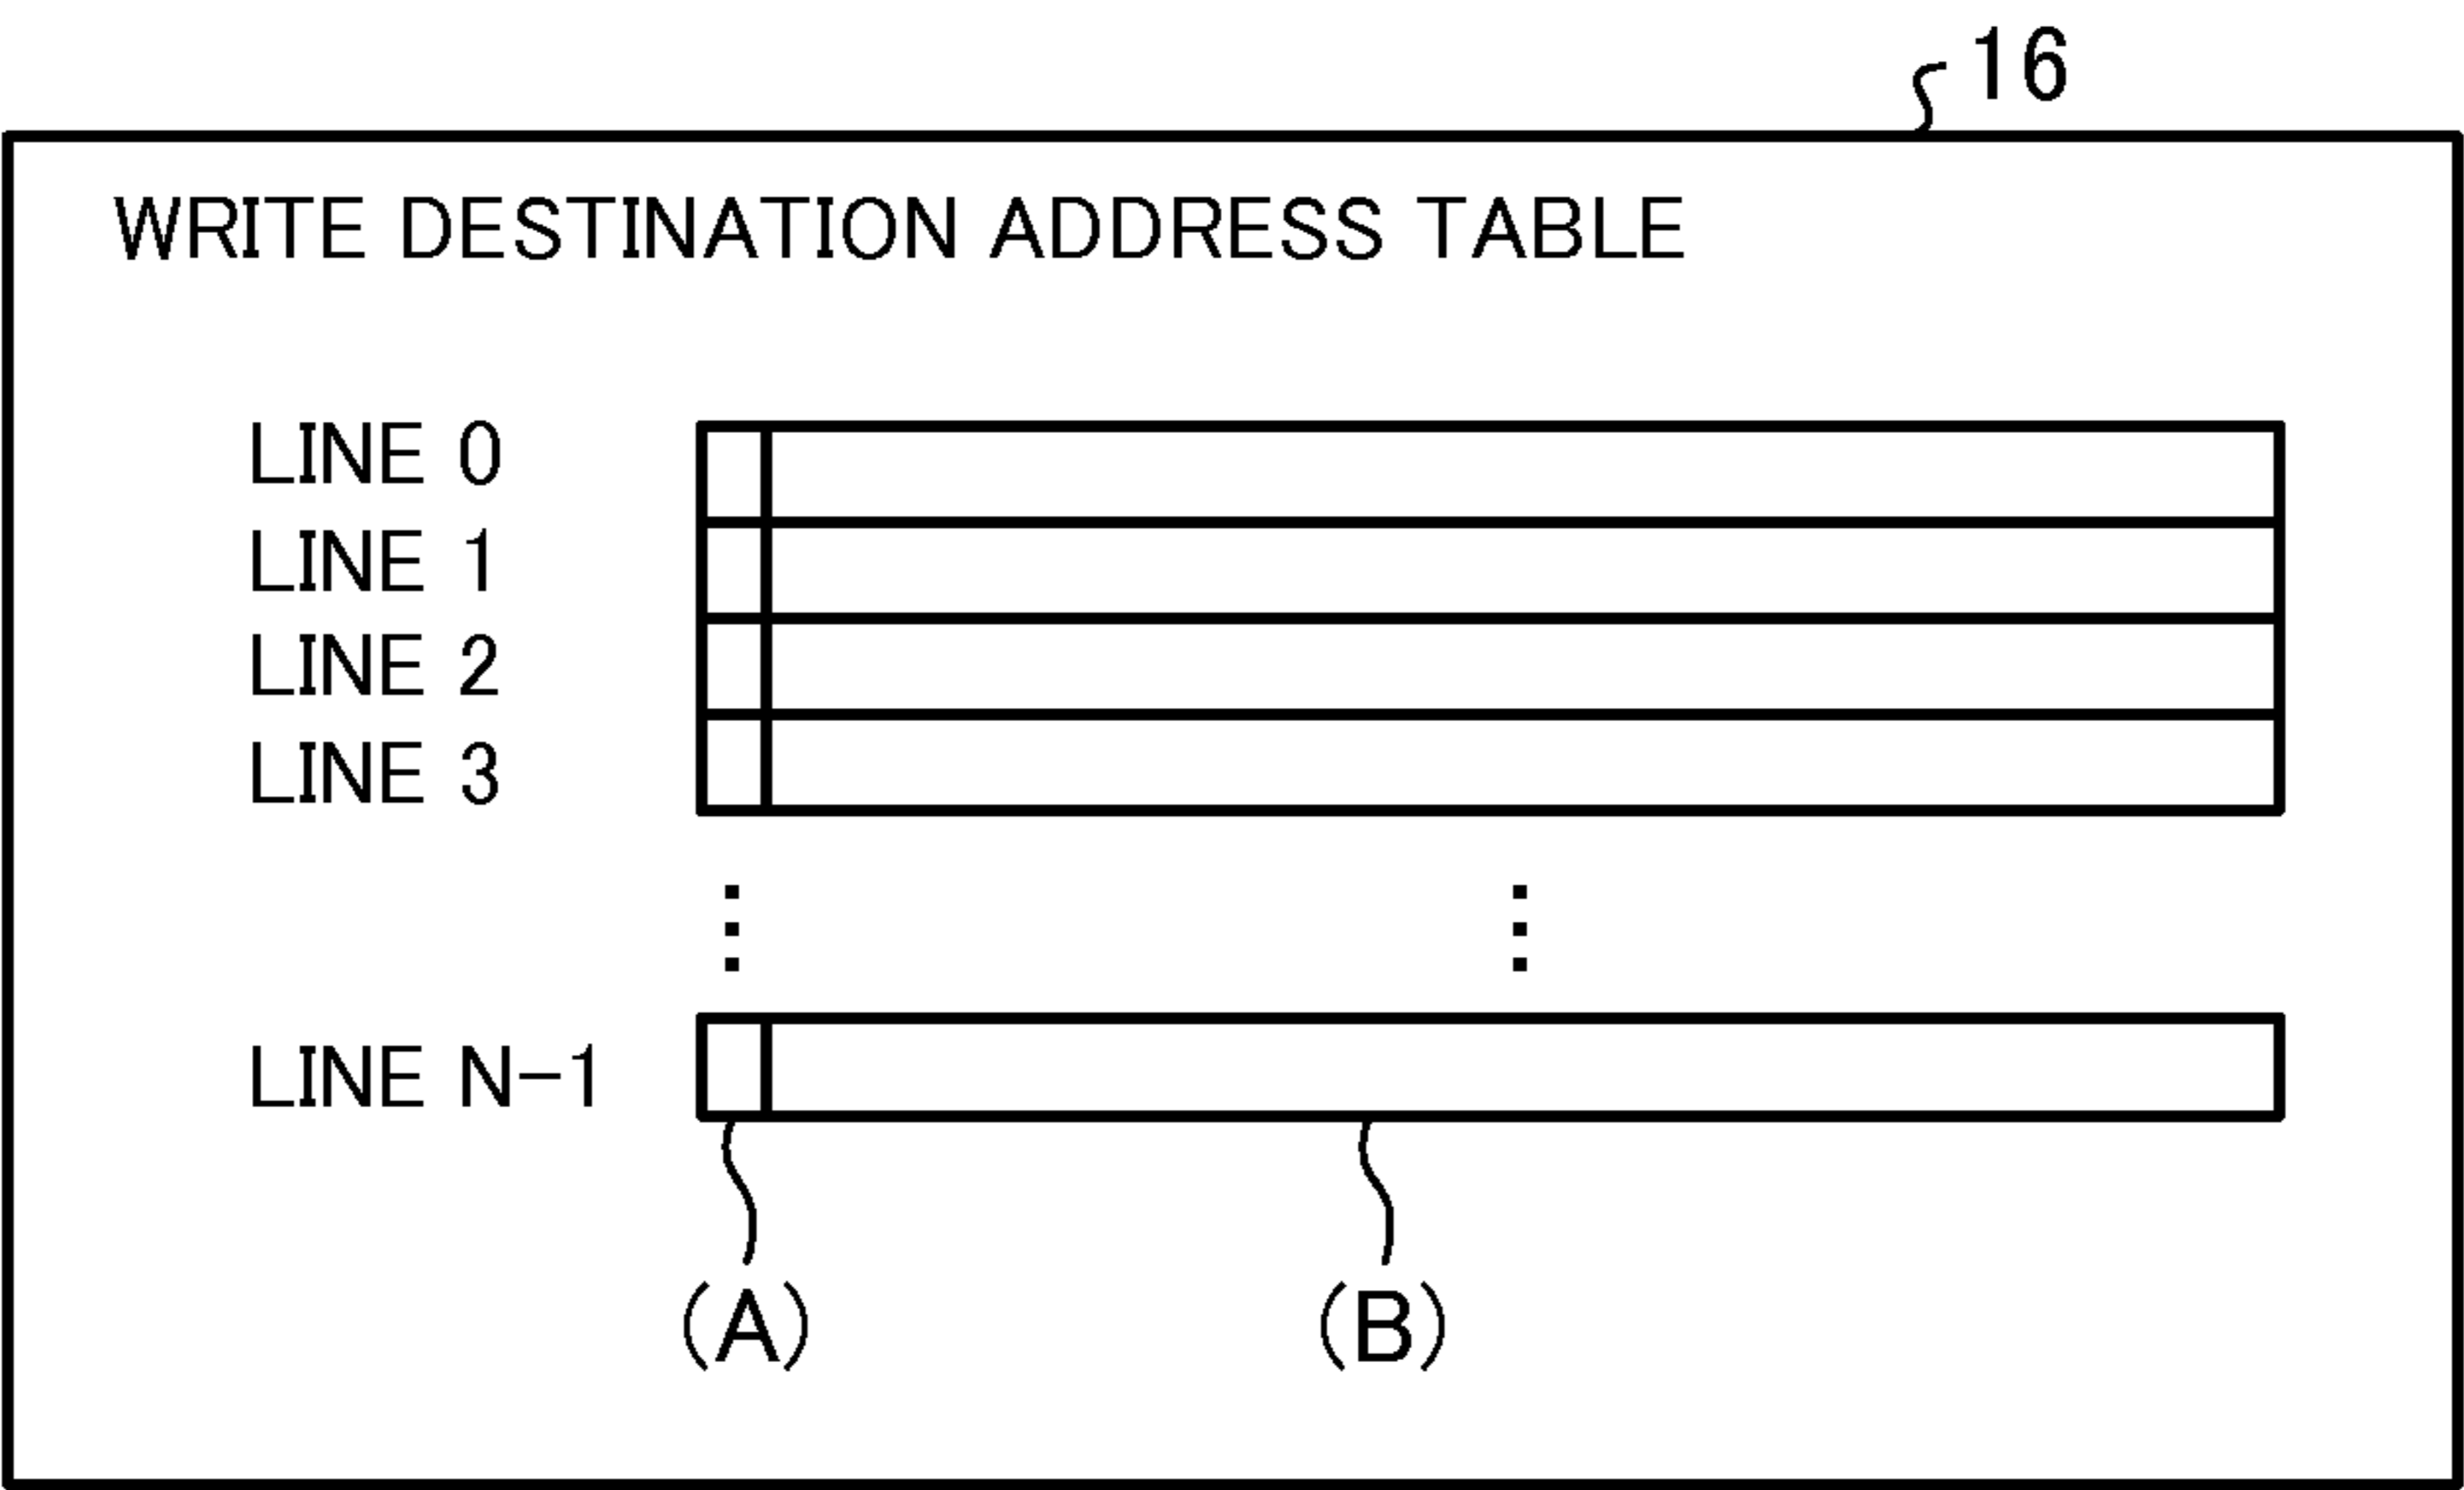 16
WRITE DESTINATION ADDRESS TABLE
LINE 0
LINE 1
LINE 2
LINE 3
LINE N-1
(A)
(B)